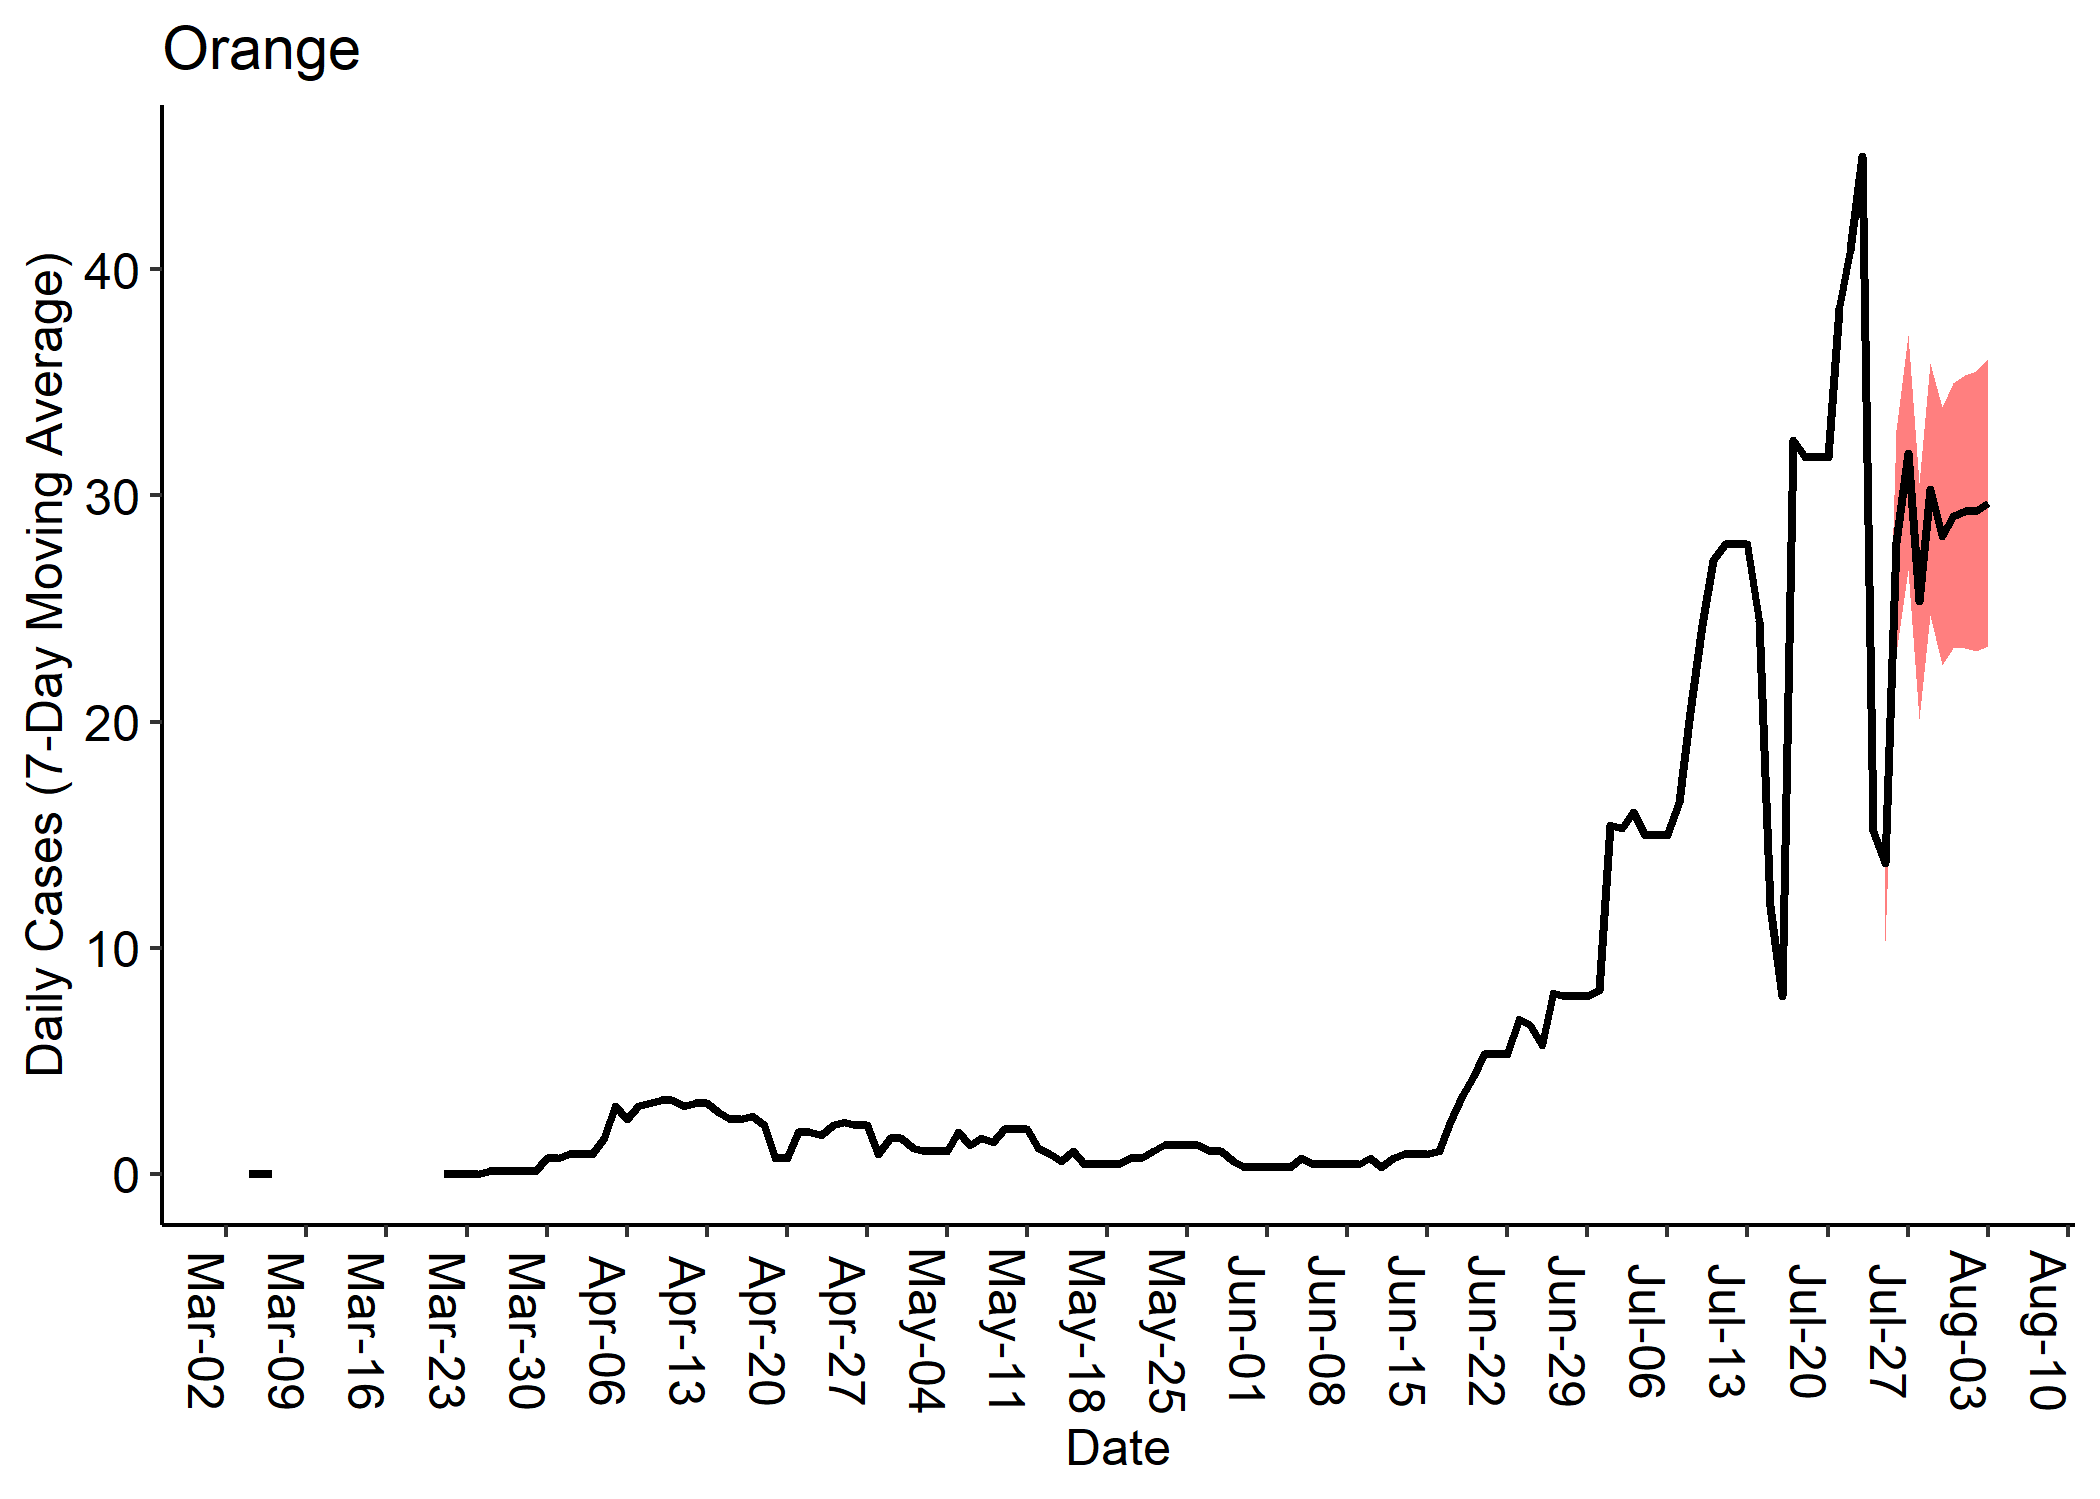 Orange
Daily Cases (7-Day Moving Average)
40
30
20
10
0
Mar-02
Mar-09
Mar-16
Mar-23
Mar-30
Apr-06
Apr-13
Apr-20
Apr-27
May-04
May-11
May-18
May-25
Jun-01
Jun-08
Jun-15
Jun-22
Jun-29
Jul-06
Jul-13
Jul-20
Jul-27
Aug-03
Aug-10
Date